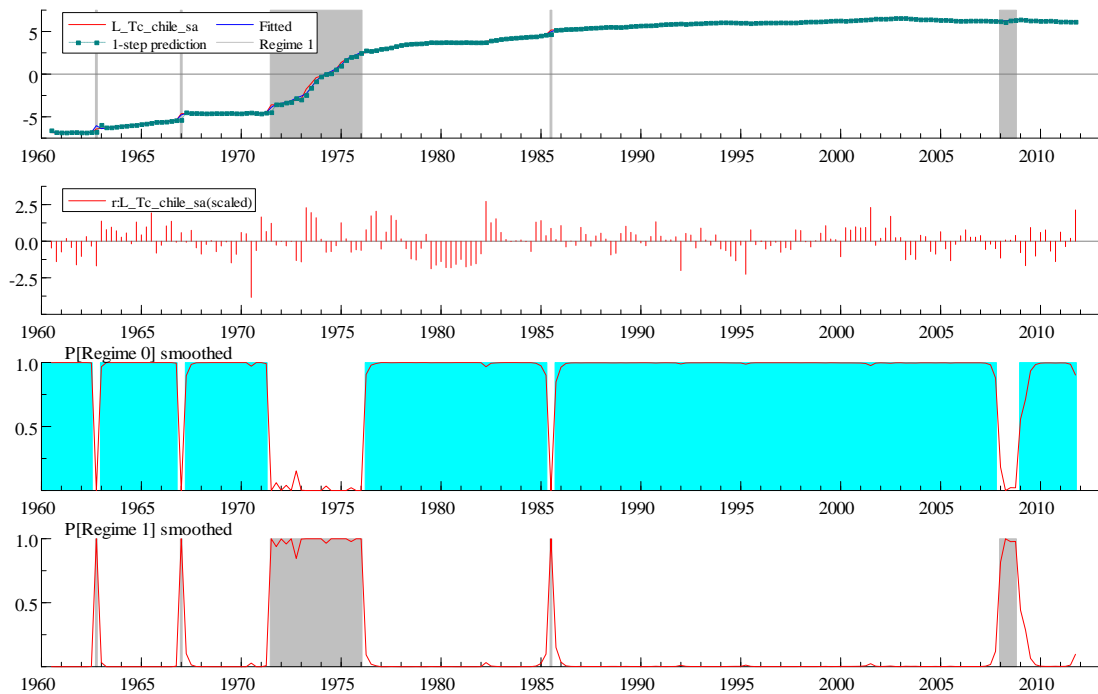 L_Tc_chile_sa Fitted
1-step prediction Regime 1
5
0
-5
1960 1965 1970 1975 1980 1985 1990 1995 2000 2005 2010
r:L_Tc_chile_sa(scaled)
2.5
0.0
-2.5
1960 1965 1970 1975 1980 1985 1990 1995 2000 2005 2010
P[Regime 0] smoothed
1.0
0.5
1960 1965 1970 1975 1980 1985 1990 1995 2000 2005 2010
P[Regime 1] smoothed
1.0
0.5
1960 1965 1970 1975 1980 1985 1990 1995 2000 2005 2010